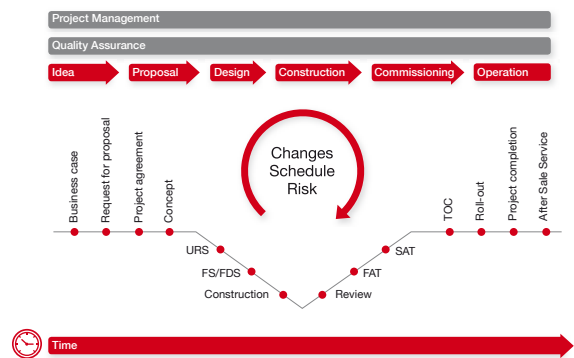 Project Management
Quality Assurance
Idea
Proposal
Design
Construction
Commissioning
Operation
Changes
Schedule
Risk
Business case
Request for proposal
Project agreement
Concept
TOC
Roll-out
Project completion
After Sale Service
URS
SAT
FS/FDS
FAT
Construction
Review
Time